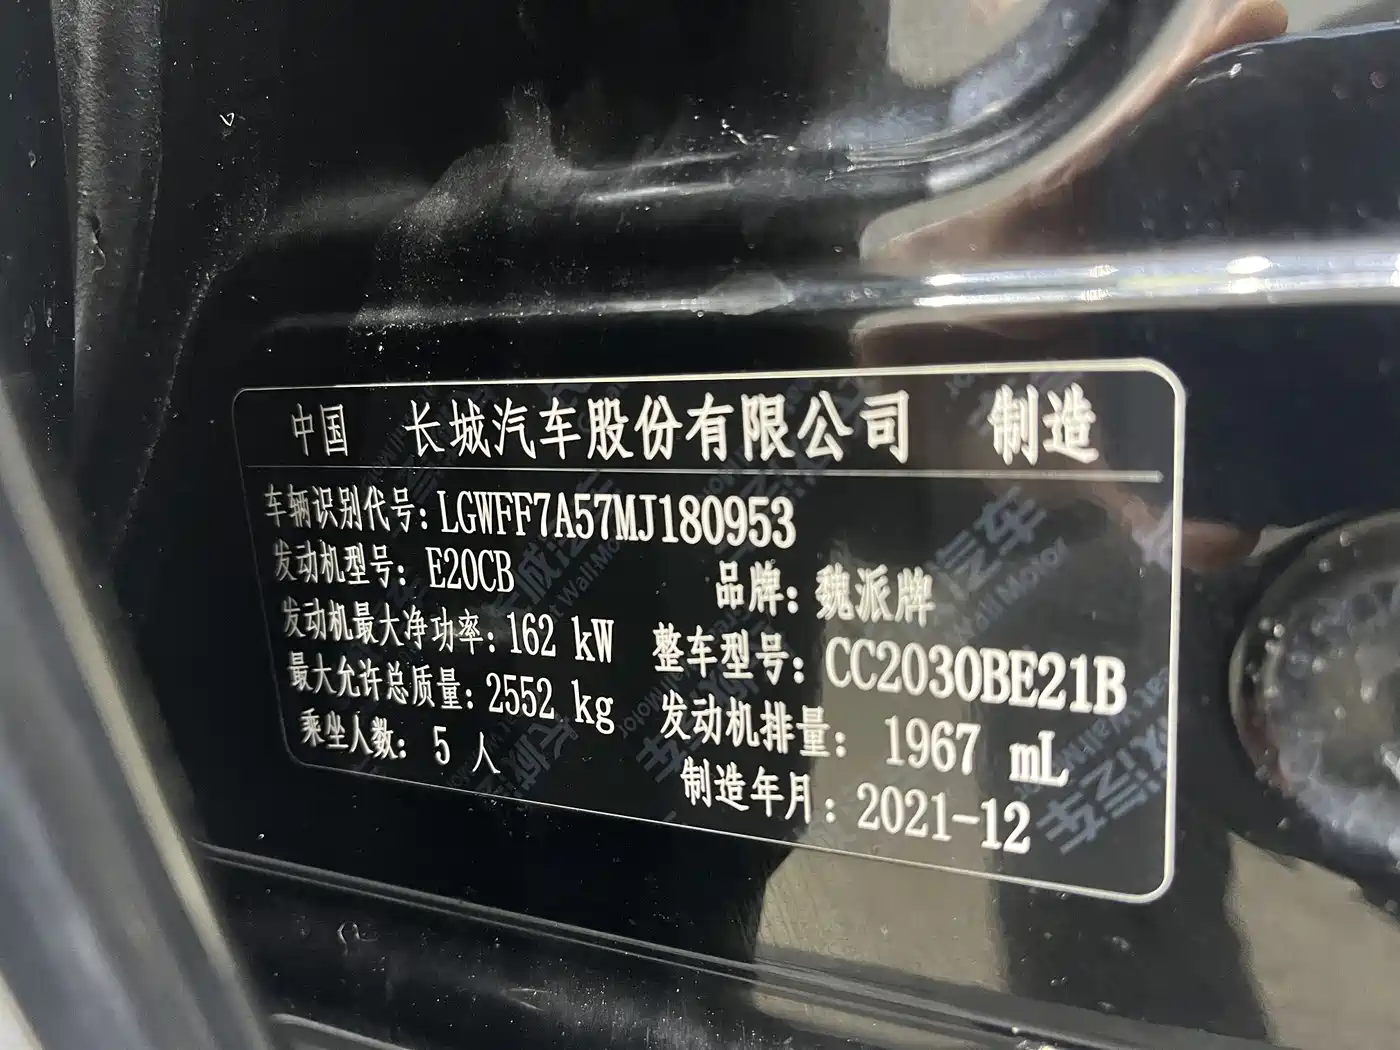 中国 长城汽车股份有限公司 制造
车辆识别代号: LGWFF7A57MJ180953
发动机型号: E20CB 品牌: 魏派牌
发动机最大净功率: 162 kW 整车型号: CC2030BE21B
最大允许总质量: 2552 kg 发动机排量: 1967 mL
乘坐人数: 5 人 制造年月: 2021-12